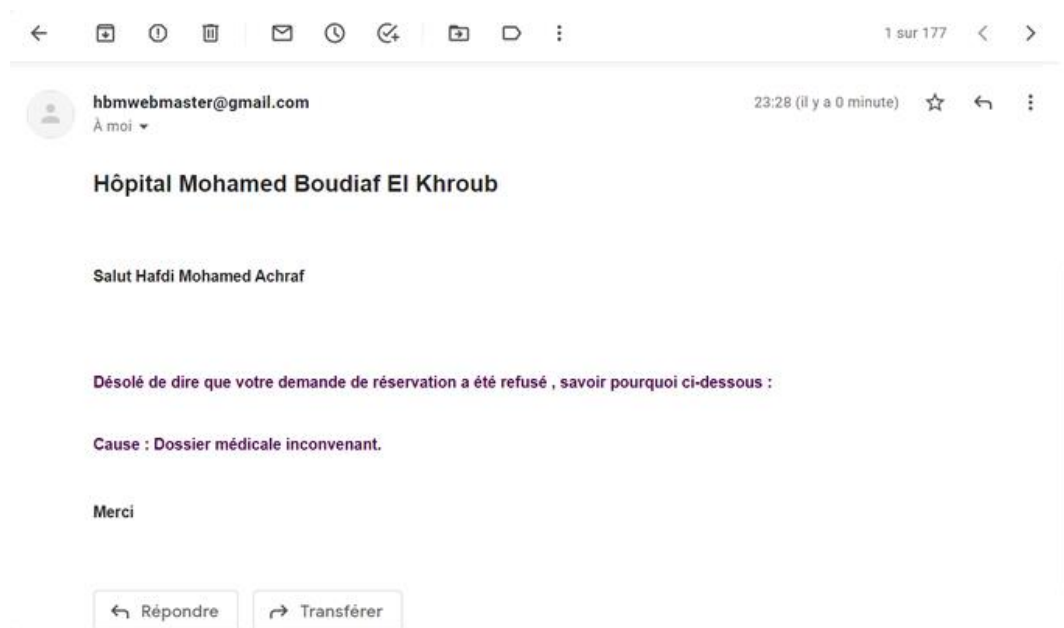 1 sur 177
hbmwebmaster@gmail.com
23:28 (il y a 0 minute)
À moi
Hôpital Mohamed Boudiaf El Khroub
Salut Hafdi Mohamed Achraf
Désolé de dire que votre demande de réservation a été refusé , savoir pourquoi ci-dessous :
Cause : Dossier médicale inconvenant.
Merci
Répondre
Transférer